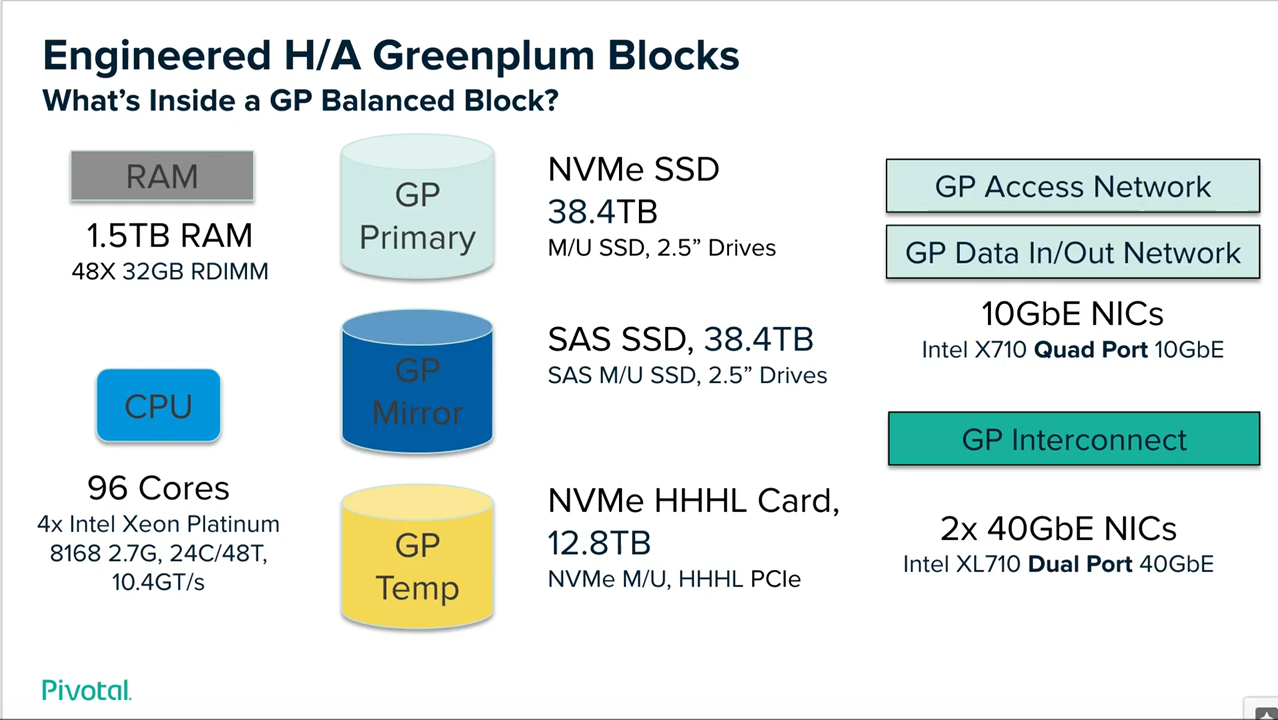 Engineered H/A Greenplum Blocks
What's Inside a GP Balanced Block?
RAM
1.5TB RAM
48X 32GB RDIMM
CPU
96 Cores
4x Intel Xeon Platinum
8168 2.7G, 24C/48T,
10.4GT/s
GP
Primary
NVMe SSD
38.4TB
M/U SSD, 2.5” Drives
GP
Mirror
SAS SSD, 38.4TB
SAS M/U SSD, 2.5” Drives
GP
Temp
NVMe HHHL Card,
12.8TB
NVMe M/U, HHHL PCIe
GP Access Network
GP Data In/Out Network
10GbE NICs
Intel X710 Quad Port 10GbE
GP Interconnect
2x 40GbE NICs
Intel XL710 Dual Port 40GbE
Pivotal.